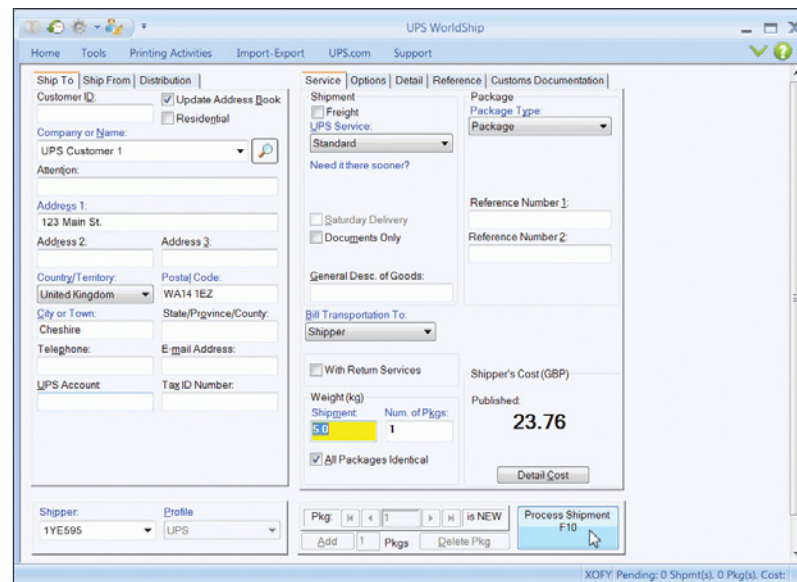 UPS WorldShip
Home Tools Printing Activities Import-Export UPS.com Support
Ship To Ship From Distribution
Customer ID:
Update Address Book
Residential
Company or Name:
UPS Customer 1
Attention:
Address 1:
123 Main St.
Address 2: Address 3:
Country/Territory: Postal Code:
United Kingdom WA14 1EZ
City or Town: State/Province/County:
Cheshire
Telephone: E-mail Address:
UPS Account: Tax ID Number:
Shipper: Profile
1YE595 UPS
Service Options Detail Reference Customs Documentation
Shipment
Freight
UPS Service:
Standard
Need it there sooner?
Saturday Delivery
Documents Only
General Desc. of Goods:
Bill Transportation To:
Shipper
With Return Services
Weight (kg)
Shipment Num. of Pkgs:
5.0 1
All Packages Identical
Package
Package Type:
Package
Reference Number 1:
Reference Number 2:
Shipper's Cost (GBP)
Published:
23.76
Detail Cost
Pkg: 1 is NEW
Add 1 Pkgs Delete Pkg
Process Shipment
F10
XOFY Pending: 0 Shpmt(s), 0 Pkg(s), Cost: